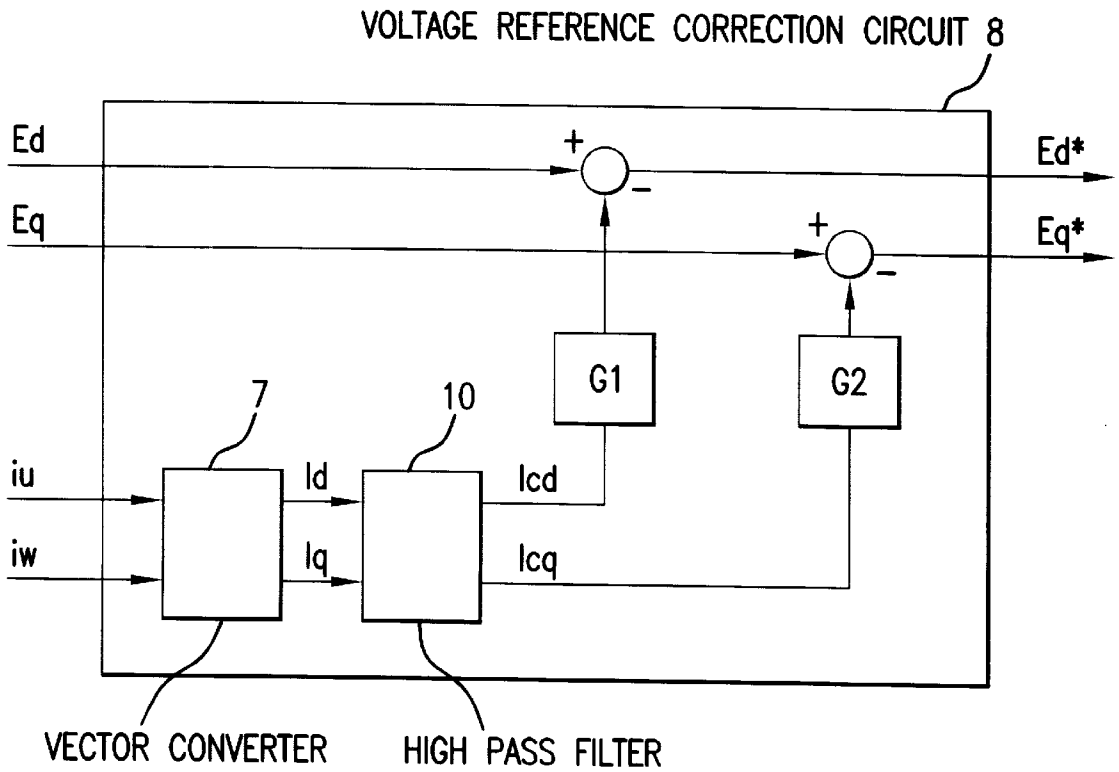 VOLTAGE REFERENCE CORRECTION CIRCUIT 8
Ed
+
-
Ed*
Eq
+
-
Eq*
G1
G2
7
10
iu
Id
Icd
iw
Iq
Icq
VECTOR CONVERTER
HIGH PASS FILTER